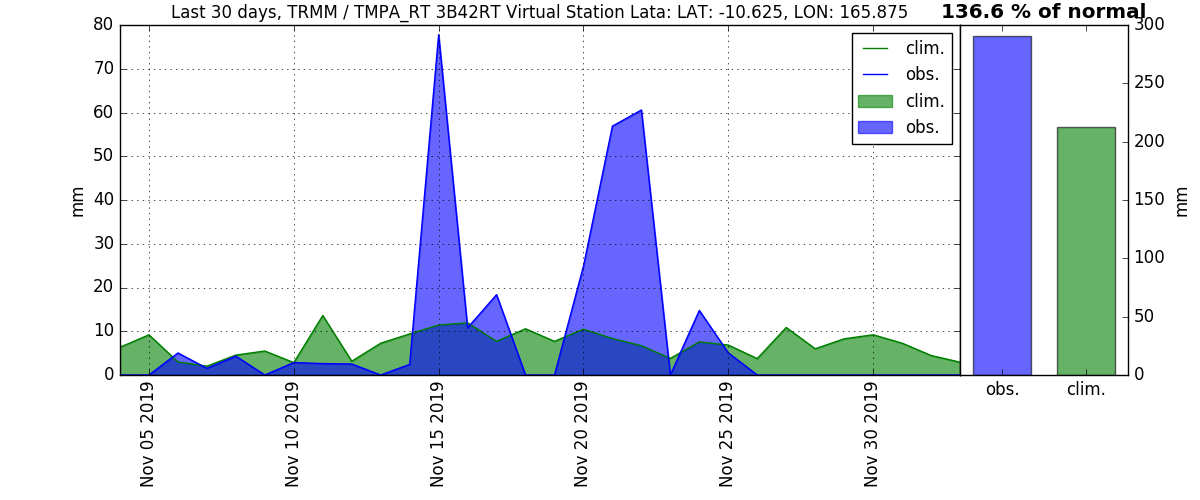 Last 30 days, TRMM / TMPA_RT 3B42RT Virtual Station Lata: LAT: -10.625, LON: 165.875
136.6 % of normal
80
70
60
50
40
30
20
10
0
mm
clim.
obs.
clim.
obs.
Nov 05 2019
Nov 10 2019
Nov 15 2019
Nov 20 2019
Nov 25 2019
Nov 30 2019
300
250
200
150
100
50
0
mm
obs.
clim.